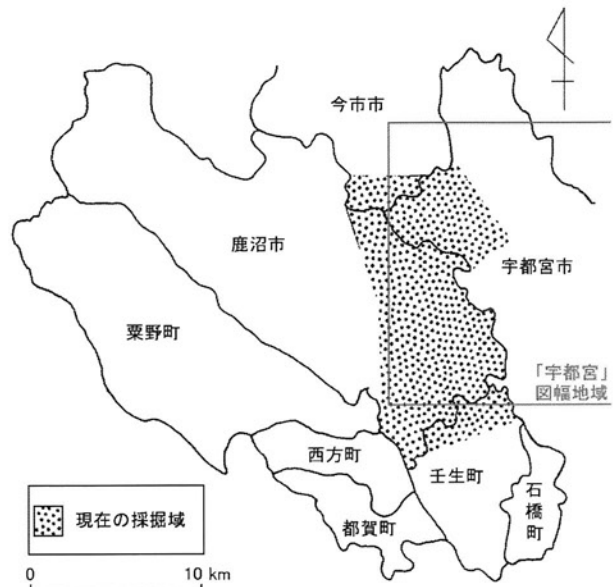 今市市
鹿沼市
宇都宮市
粟野町
「宇都宮」
図幅地域
西方町
壬生町
石橋町
都賀町
現在の採掘域
0 10 km